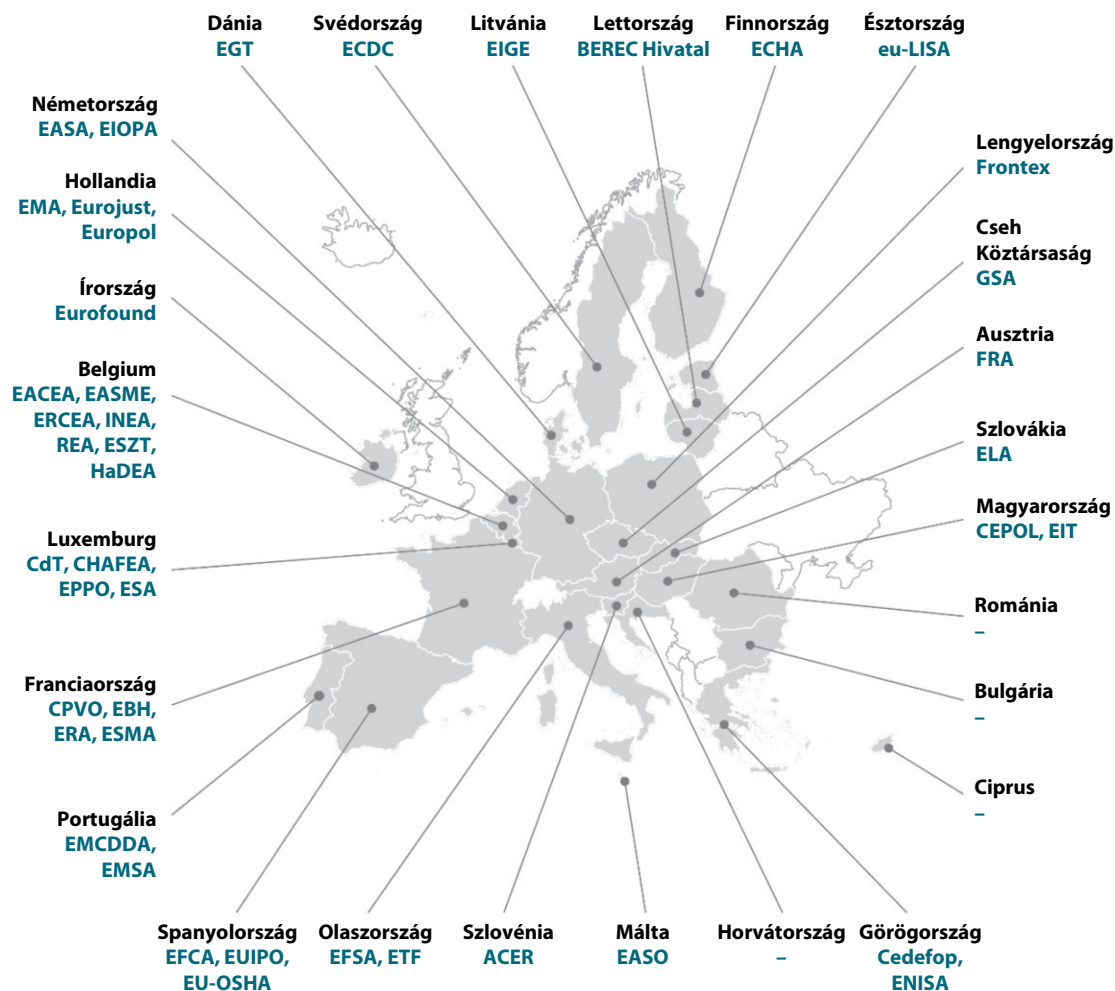 Dánia
EGT
Svédország
ECDC
Litvánia
EIGE
Lettország
BEREC Hivatal
Finnország
ECHA
Észtország
eu-LISA
Németország
EASA, EIOPA
Hollandia
EMA, Eurojust,
Europol
Írország
Eurofound
Belgium
EACEA, EASME,
ERCEA, INEA,
REA, ESZT,
HaDEA
Luxemburg
CdT, CHAFEA,
EPPO, ESA
Franciaország
CPVO, EBH,
ERA, ESMA
Portugália
EMCDDA,
EMSA
Lengyelország
Frontex
Cseh
Köztársaság
GSA
Ausztria
FRA
Szlovákia
ELA
Magyarország
CEPOL, EIT
Románia
–
Bulgária
–
Ciprus
–
Spanyolország
EFCA, EUIPO,
EU-OSHA
Olaszország
EFSA, ETF
Szlovénia
ACER
Málta
EASO
Horvátország
–
Görögország
Cedefop,
ENISA